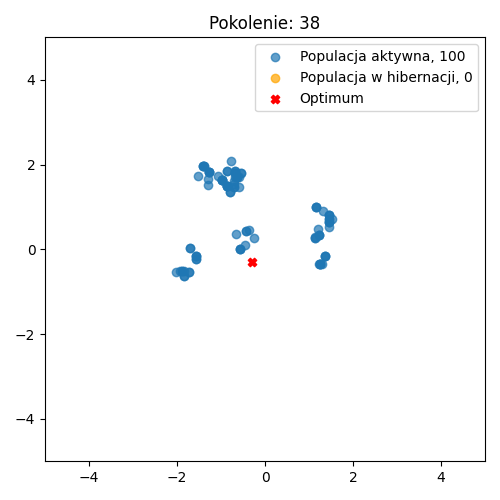 Pokolenie: 38
Populacja aktywna, 100
Populacja w hibernacji, 0
Optimum
4
2
0
−2
−4
−4 −2 0 2 4